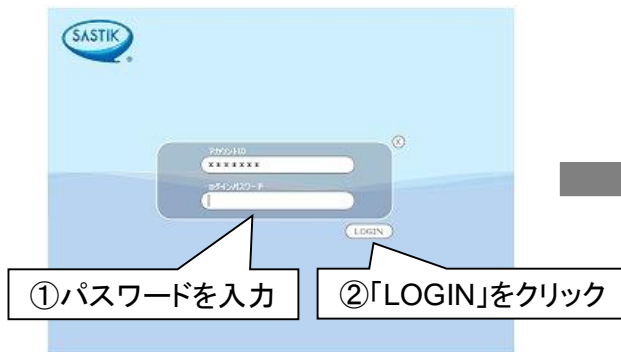 SASTIK
®
アカウントID
*******
ログインパスワード
LOGIN
①パスワードを入力
②「LOGIN」をクリック